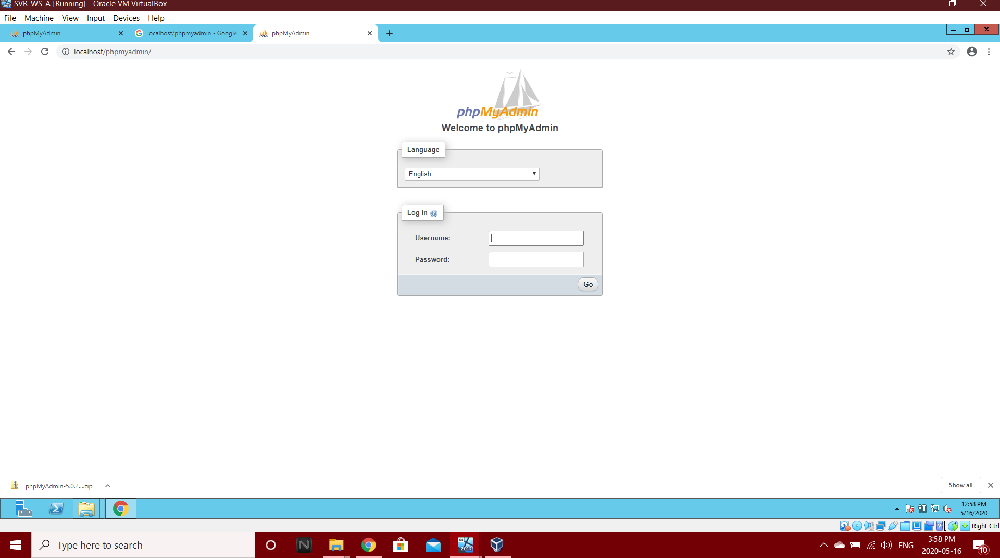 SVR-WS-A [Running] - Oracle VM VirtualBox
File Machine View Input Devices Help
phpMyAdmin
localhost/phpmyadmin - Google
phpMyAdmin
localhost/phpmyadmin/
phpMyAdmin
Welcome to phpMyAdmin
Language
English
Log in
Username:
Password:
Go
phpMyAdmin-5.0.2....zip
Show all
12:58 PM
5/16/2020
Right Ctrl
Type here to search
64
2012
ENG
3:58 PM
2020-05-16
10